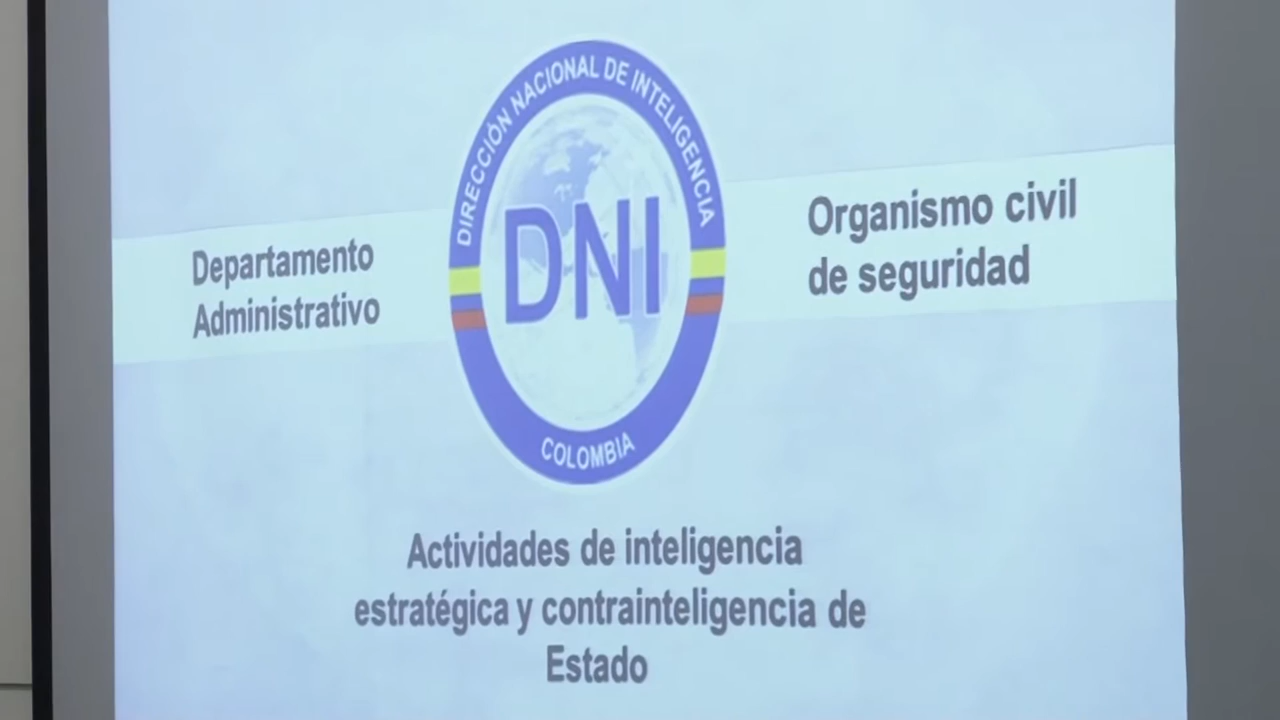 DIRECCIÓN NACIONAL DE INTELIGENCIA
DNI
COLOMBIA
Departamento
Administrativo
Organismo civil
de seguridad
Actividades de inteligencia
estratégica y contrainteligencia de
Estado